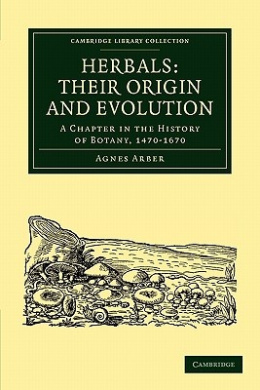 CAMBRIDGE LIBRARY COLLECTION
HERBALS:
THEIR ORIGIN
AND EVOLUTION
A CHAPTER IN THE HISTORY
OF BOTANY, 1470-1670
AGNES ARBER
CAMBRIDGE